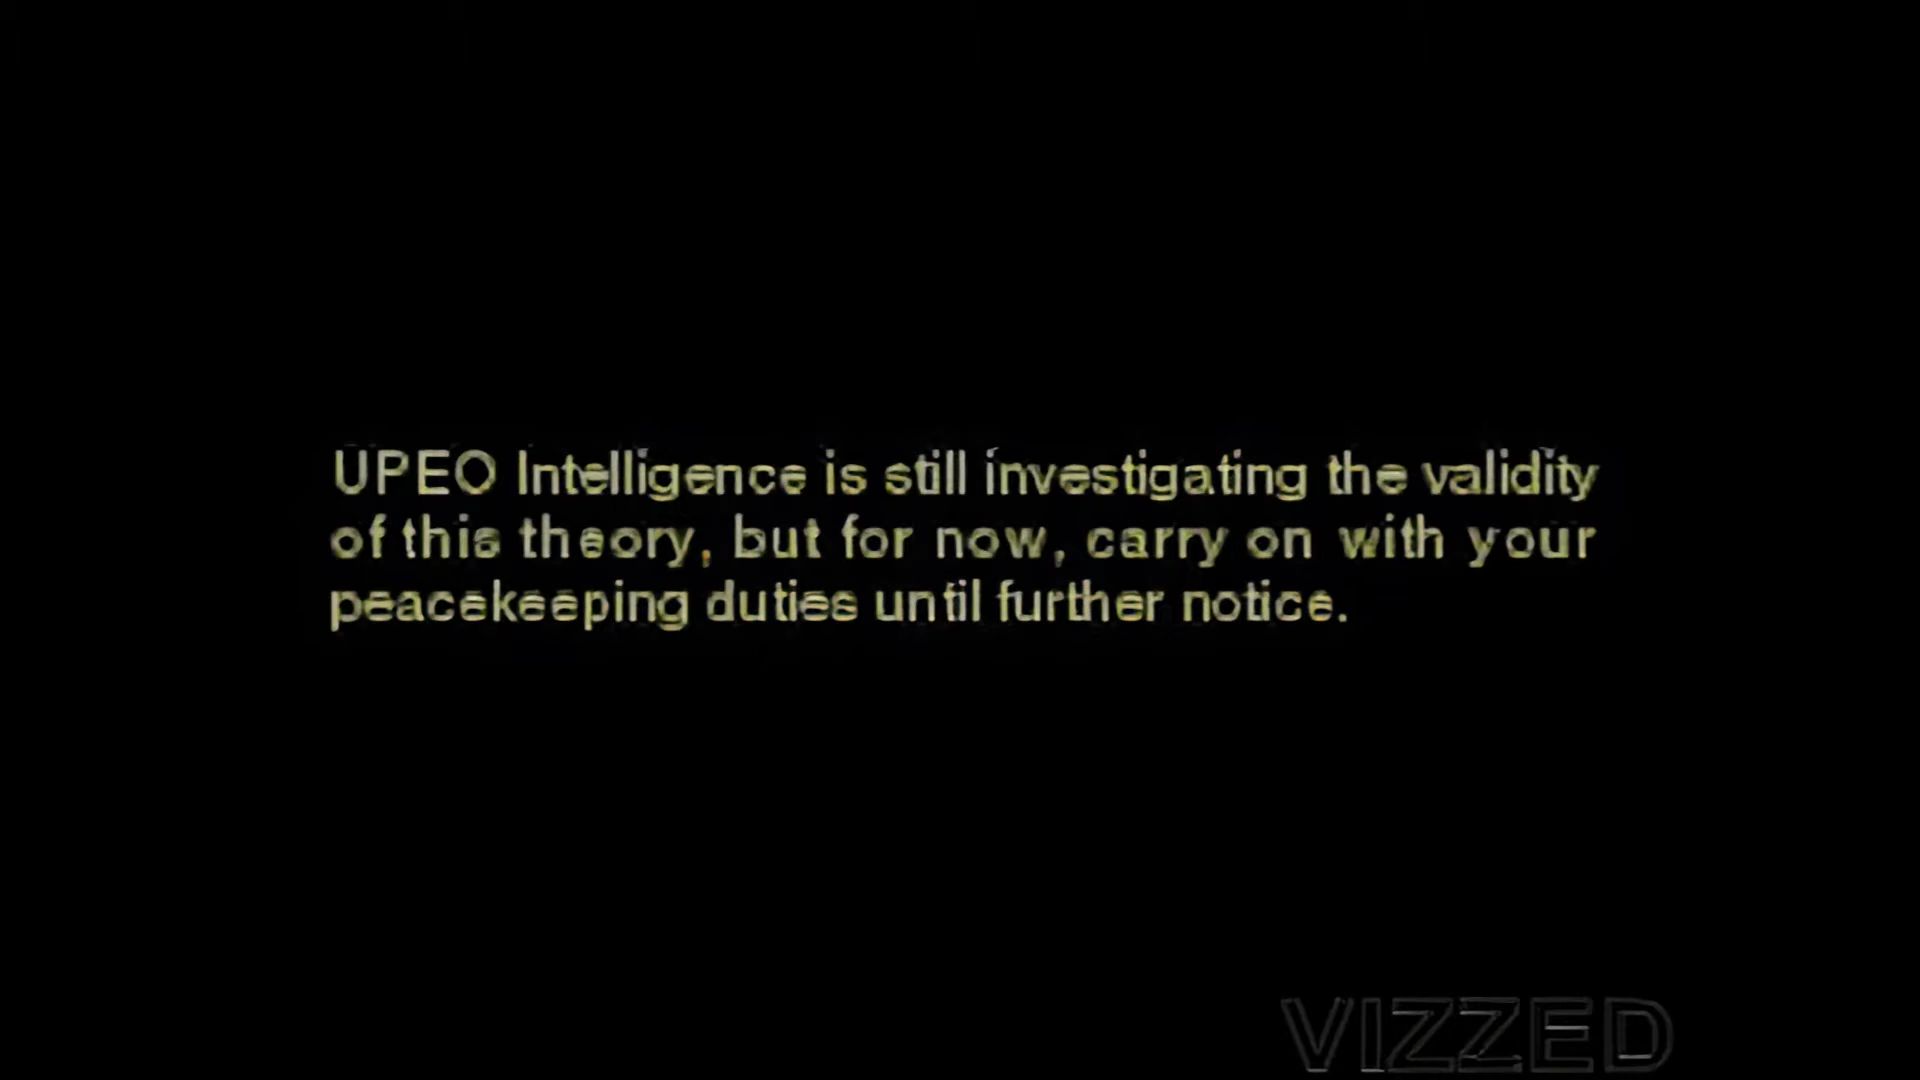 UPEO Intelligence is still investigating the validity
of this theory, but for now, carry on with your
peacekeeping duties until further notice.
VIZZED